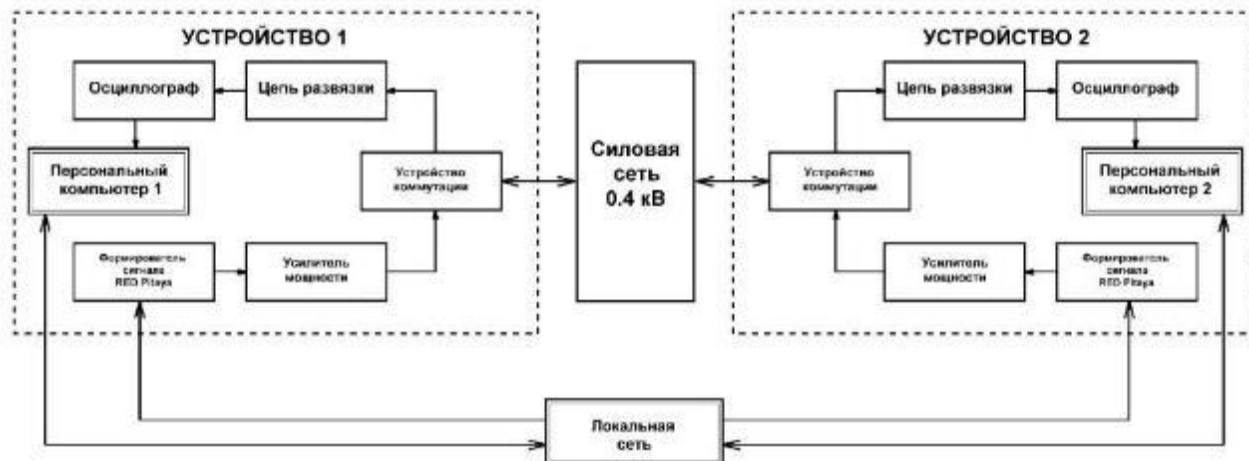 УСТРОЙСТВО 1
Осциллограф
Цепь развязки
Персональный
компьютер 1
Устройство
коммутации
Формирователь
сигнала
RED Pitaya
Усилитель
мощности
Силовая
сеть
0.4 кВ
УСТРОЙСТВО 2
Цепь развязки
Осциллограф
Устройство
коммутации
Персональный
компьютер 2
Усилитель
мощности
Формирователь
сигнала
RED Pitaya
Локальная
сеть